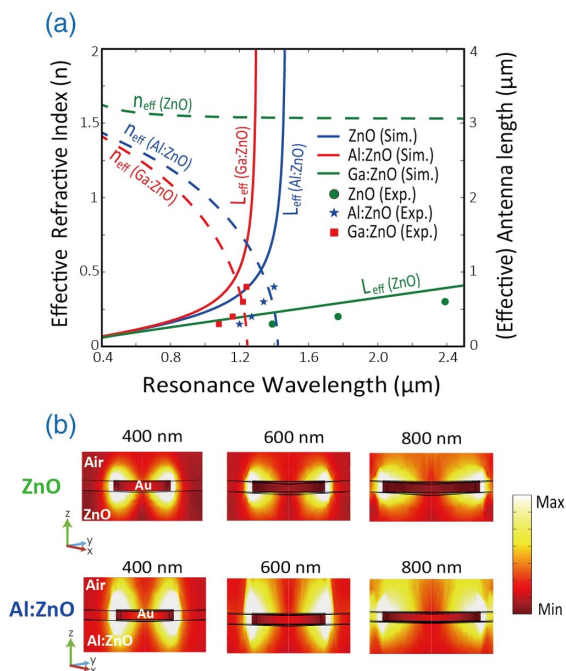 (a)
Effective Refractive Index (n)
2
1.5
1
0.5
0
n_eff (ZnO)
n_eff (Al:ZnO)
n_eff (Ga:ZnO)
L_eff (Ga:ZnO)
L_eff (Al:ZnO)
L_eff (ZnO)
ZnO (Sim.)
Al:ZnO (Sim.)
Ga:ZnO (Sim.)
ZnO (Exp.)
Al:ZnO (Exp.)
Ga:ZnO (Exp.)
4
3
2
1
0
(Effective) Antenna length (μm)
0.4 0.8 1.2 1.6 2.0 2.4
Resonance Wavelength (μm)
(b)
400 nm 600 nm 800 nm
ZnO
Air
Au
ZnO
z
y
x
400 nm 600 nm 800 nm
Al:ZnO
Air
Au
Al:ZnO
z
y
x
Max
Min